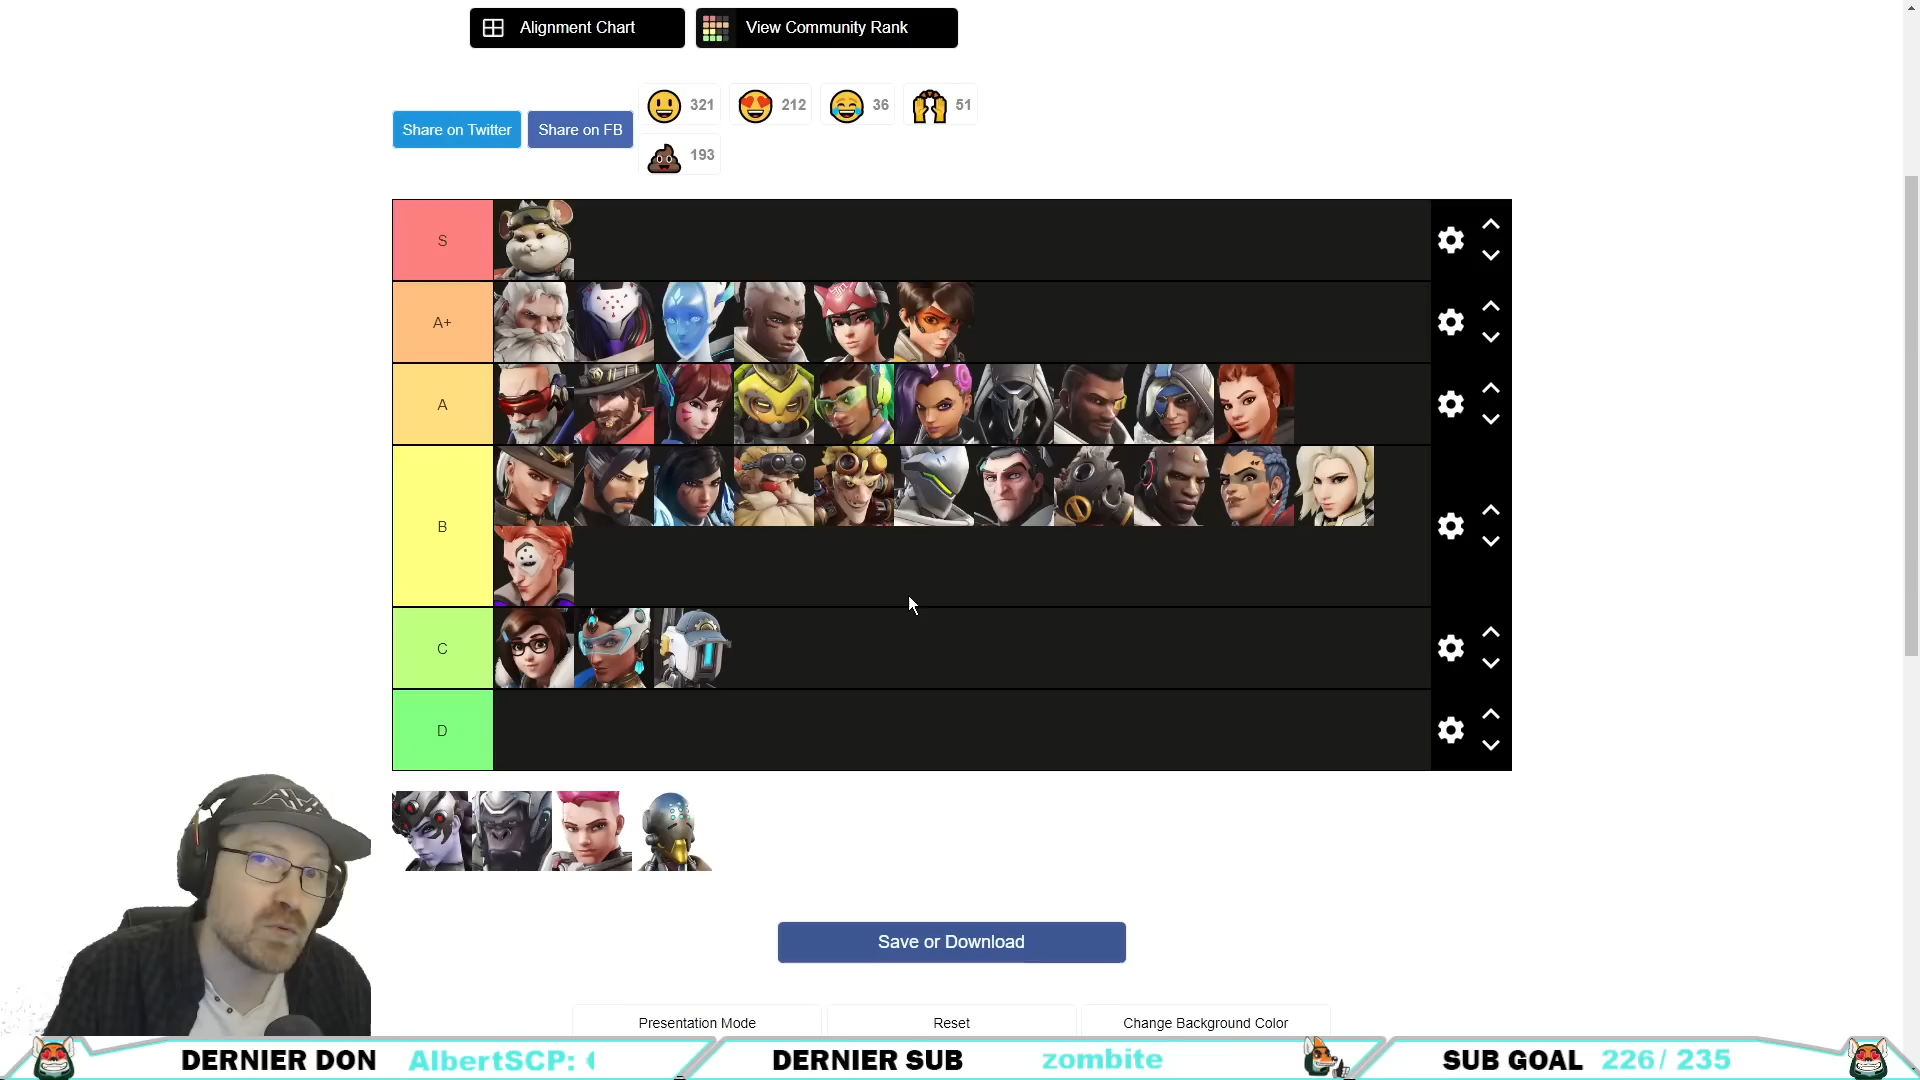 Alignment Chart
View Community Rank
321
212
36
51
Share on Twitter
Share on FB
193
S
A+
A
B
C
D
Save or Download
Presentation Mode
Reset
Change Background Color
DERNIER DON AlbertSCP:
DERNIER SUB zombite
SUB GOAL 226/ 235